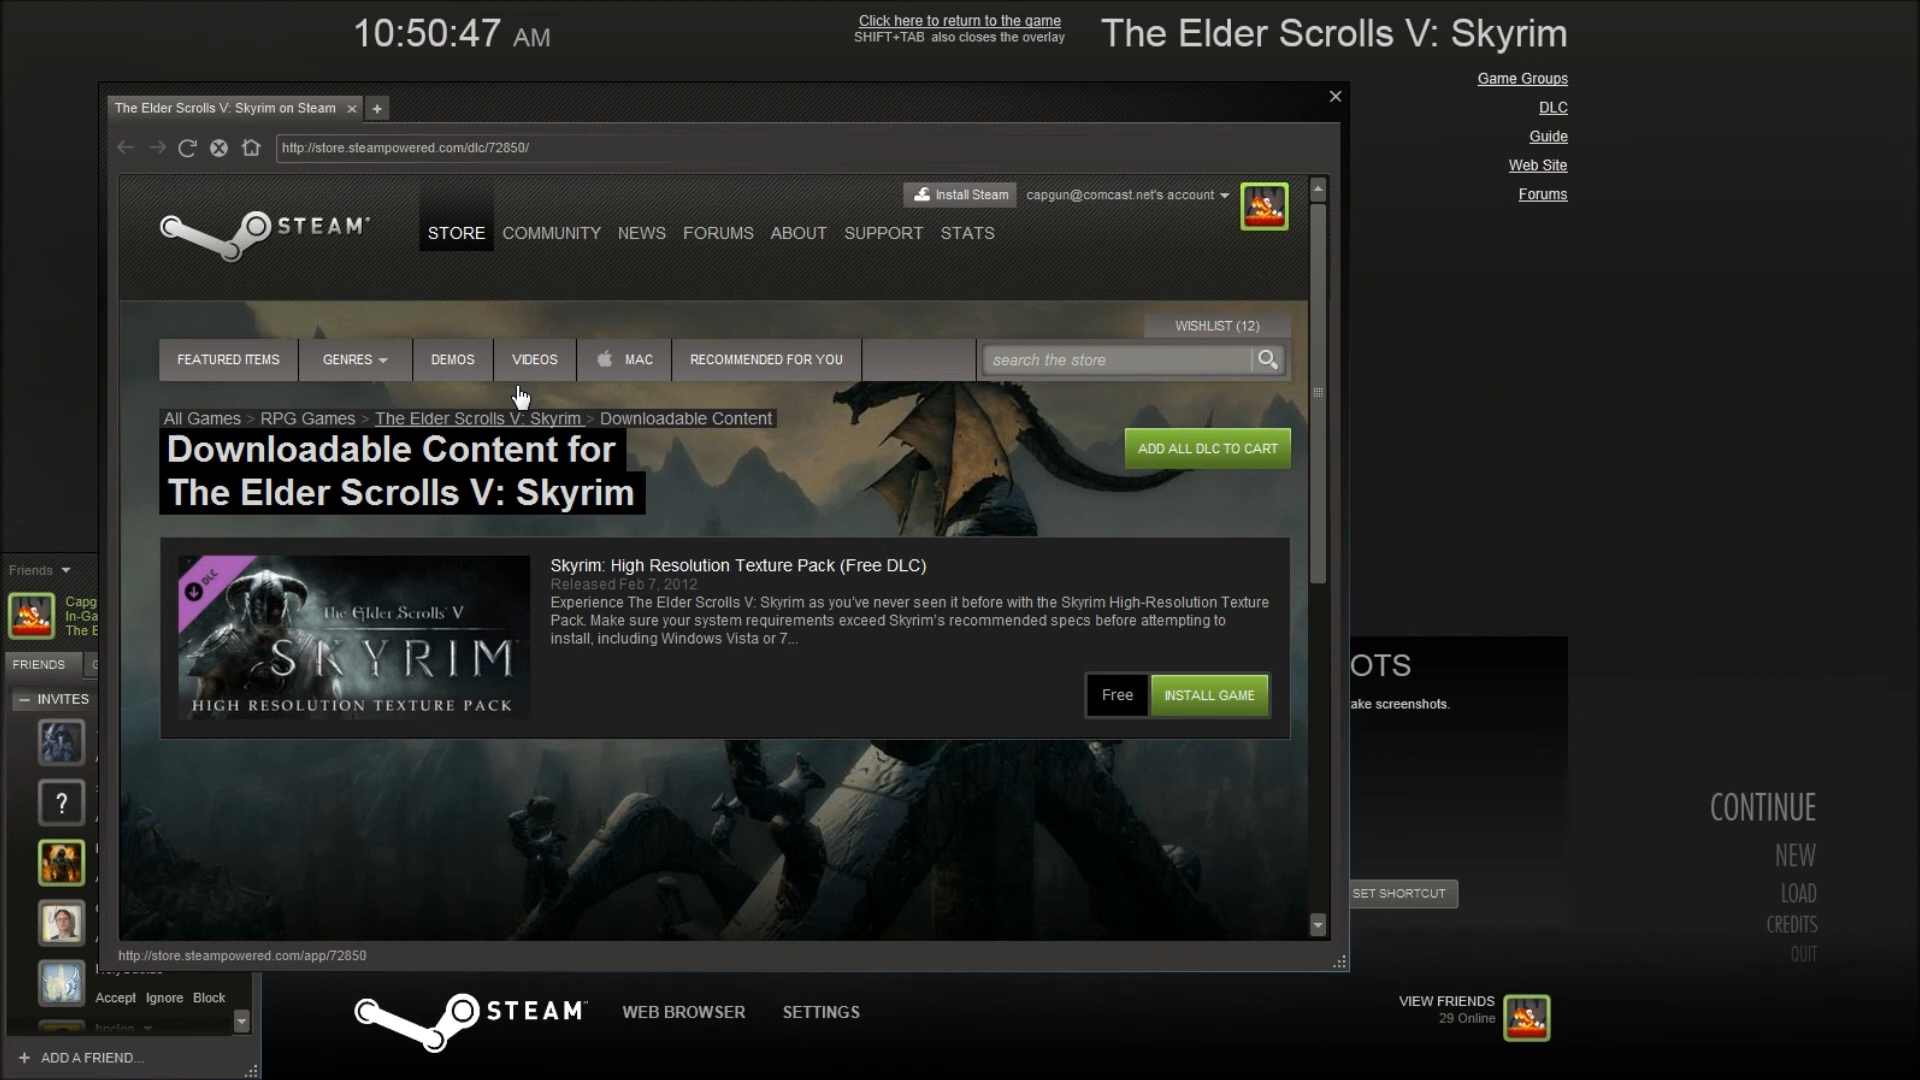 10:50:47 AM
Click here to return to the game
SHIFT+TAB also closes the overlay
The Elder Scrolls V: Skyrim
Game Groups
DLC
Guide
Web Site
Forums
The Elder Scrolls V: Skyrim on Steam
http://store.steampowered.com/dlc/72850/
Install Steam
capgun@comcast.net's account
STEAM
STORE COMMUNITY NEWS FORUMS ABOUT SUPPORT STATS
WISHLIST (12)
FEATURED ITEMS GENRES DEMOS VIDEOS MAC RECOMMENDED FOR YOU
search the store
All Games > RPG Games > The Elder Scrolls V: Skyrim > Downloadable Content
Downloadable Content for
The Elder Scrolls V: Skyrim
ADD ALL DLC TO CART
DLC
The Elder Scrolls V
SKYRIM
HIGH RESOLUTION TEXTURE PACK
Skyrim: High Resolution Texture Pack (Free DLC)
Released Feb 7, 2012
Experience The Elder Scrolls V: Skyrim as you've never seen it before with the Skyrim High-Resolution Texture
Pack. Make sure your system requirements exceed Skyrim's recommended specs before attempting to
install, including Windows Vista or 7...
Free
INSTALL GAME
http://store.steampowered.com/app/72850
Friends
Capg
In-Ga
The E
FRIENDS
INVITES
?
Accept Ignore Block
+ ADD A FRIEND...
OTS
ake screenshots.
SET SHORTCUT
CONTINUE
NEW
LOAD
CREDITS
QUIT
STEAM
WEB BROWSER
SETTINGS
VIEW FRIENDS
29 Online